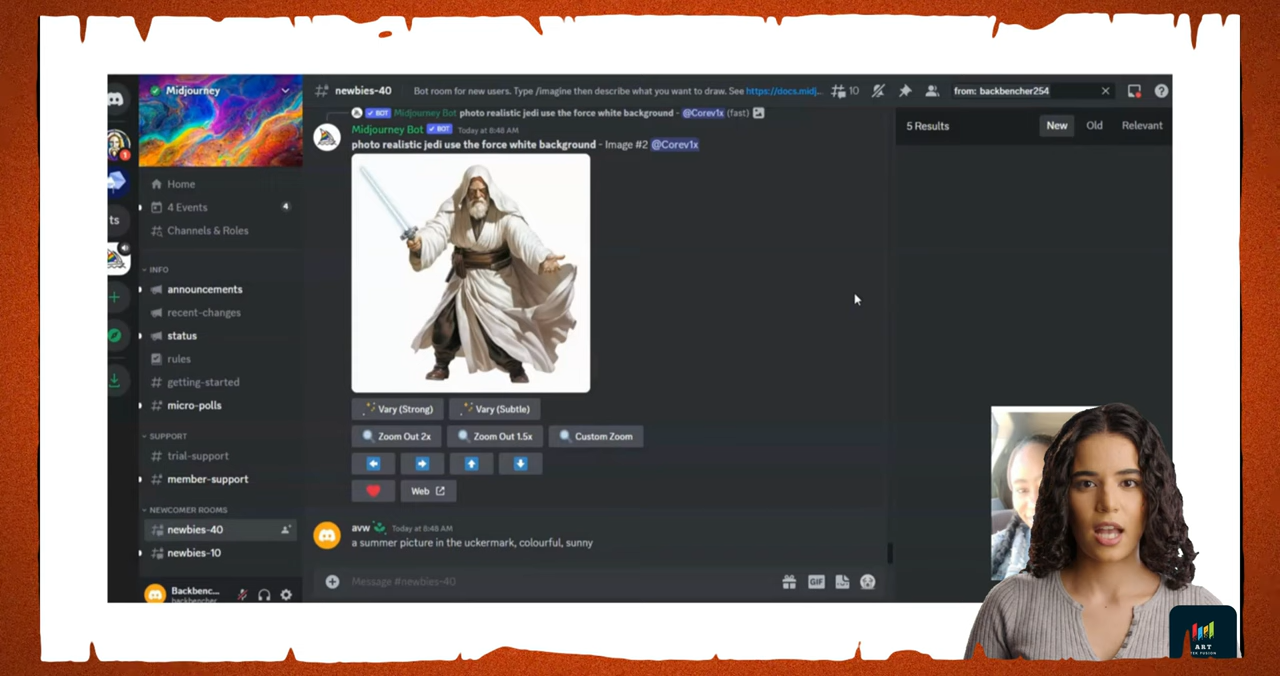 Midjourney
newbies-40
Bot room for new users. Type /imagine then describe what you want to draw. See https://docs.midj...
10
from: backbencher254
BOT Midjourney Bot photo realistic jedi use the force white background - @Corev1x (fast)
Midjourney Bot BOT Today at 8:48 AM
photo realistic jedi use the force white background - Image #2 @Corev1x
5 Results
New
Old
Relevant
1
ts
Home
4 Events
4
Channels & Roles
INFO
announcements
recent-changes
status
rules
getting-started
micro-polls
SUPPORT
trial-support
member-support
NEWCOMER ROOMS
newbies-40
newbies-10
Backbenc...
backbencher
Vary (Strong)
Vary (Subtle)
Zoom Out 2x
Zoom Out 1.5x
Custom Zoom
Web
avw Today at 8:48 AM
a summer picture in the uckermark, colourful, sunny
Message #newbies-40
GIF
ART